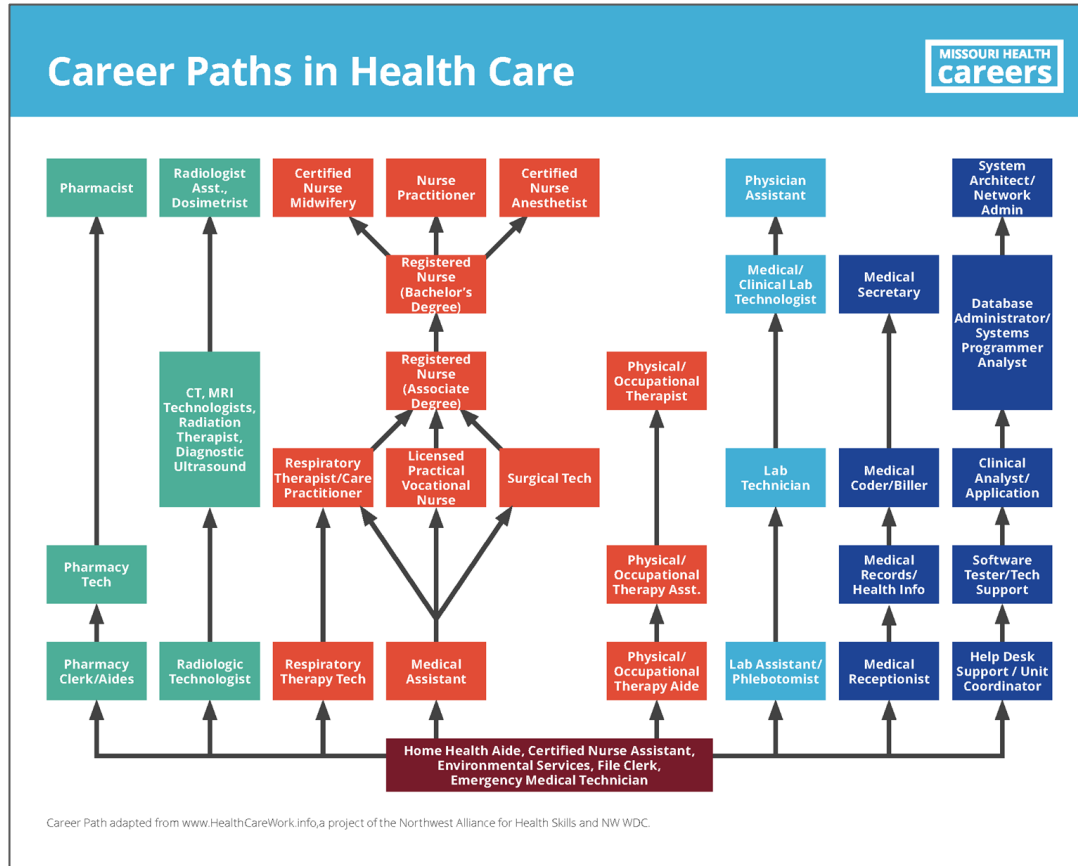 Career Paths in Health Care
MISSOURI HEALTH
careers
Pharmacist
Radiologist
Asst.,
Dosimetrist
Certified
Nurse
Midwifery
Nurse
Practitioner
Certified
Nurse
Anesthetist
Physician
Assistant
System
Architect/
Network
Admin
Registered
Nurse
(Bachelor's
Degree)
Medical/
Clinical Lab
Technologist
Medical
Secretary
Database
Administrator/
Systems
Programmer
Analyst
CT, MRI
Technologists,
Radiation
Therapist,
Diagnostic
Ultrasound
Registered
Nurse
(Associate
Degree)
Physical/
Occupational
Therapist
Respiratory
Therapist/Care
Practitioner
Licensed
Practical
Vocational
Nurse
Surgical Tech
Lab
Technician
Medical
Coder/Biller
Clinical
Analyst/
Application
Pharmacy
Tech
Physical/
Occupational
Therapy Asst.
Medical
Records/
Health Info
Software
Tester/Tech
Support
Pharmacy
Clerk/Aides
Radiologic
Technologist
Respiratory
Therapy Tech
Medical
Assistant
Physical/
Occupational
Therapy Aide
Lab Assistant/
Phlebotomist
Medical
Receptionist
Help Desk
Support / Unit
Coordinator
Home Health Aide, Certified Nurse Assistant,
Environmental Services, File Clerk,
Emergency Medical Technician
Career Path adapted from www.HealthCareWork.info,a project of the Northwest Alliance for Health Skills and NW WDC.